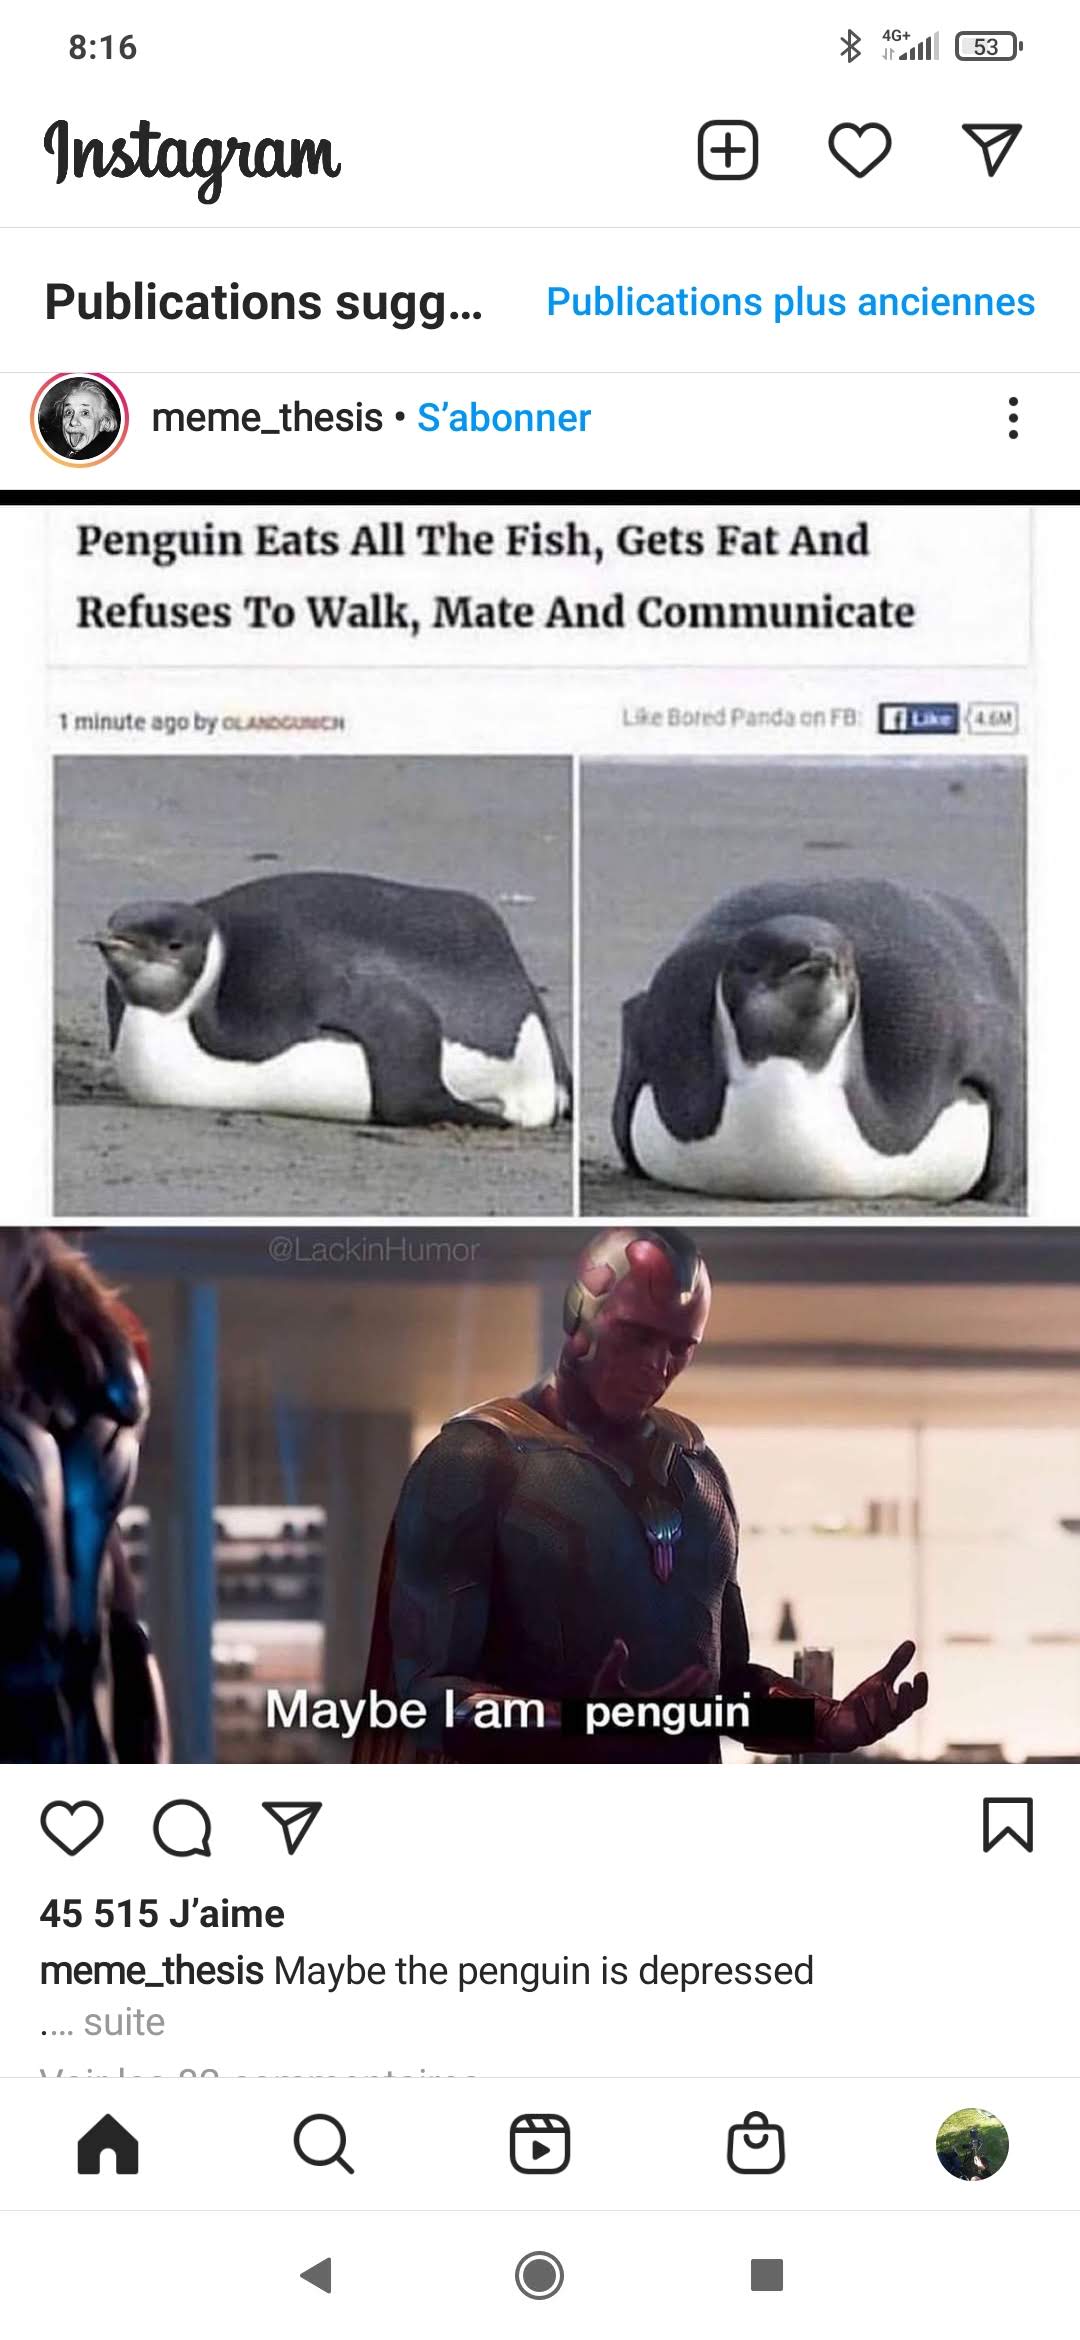 8:16
4G+
53
Instagram
Publications sugg...
Publications plus anciennes
meme_thesis • S'abonner
Penguin Eats All The Fish, Gets Fat And
Refuses To Walk, Mate And Communicate
1 minute ago by OLANDGUNCH
Like Bored Panda on FB:
f Like
4.6M
@LackinHumor
Maybe I am penguin
45 515 J'aime
meme_thesis Maybe the penguin is depressed
.... suite